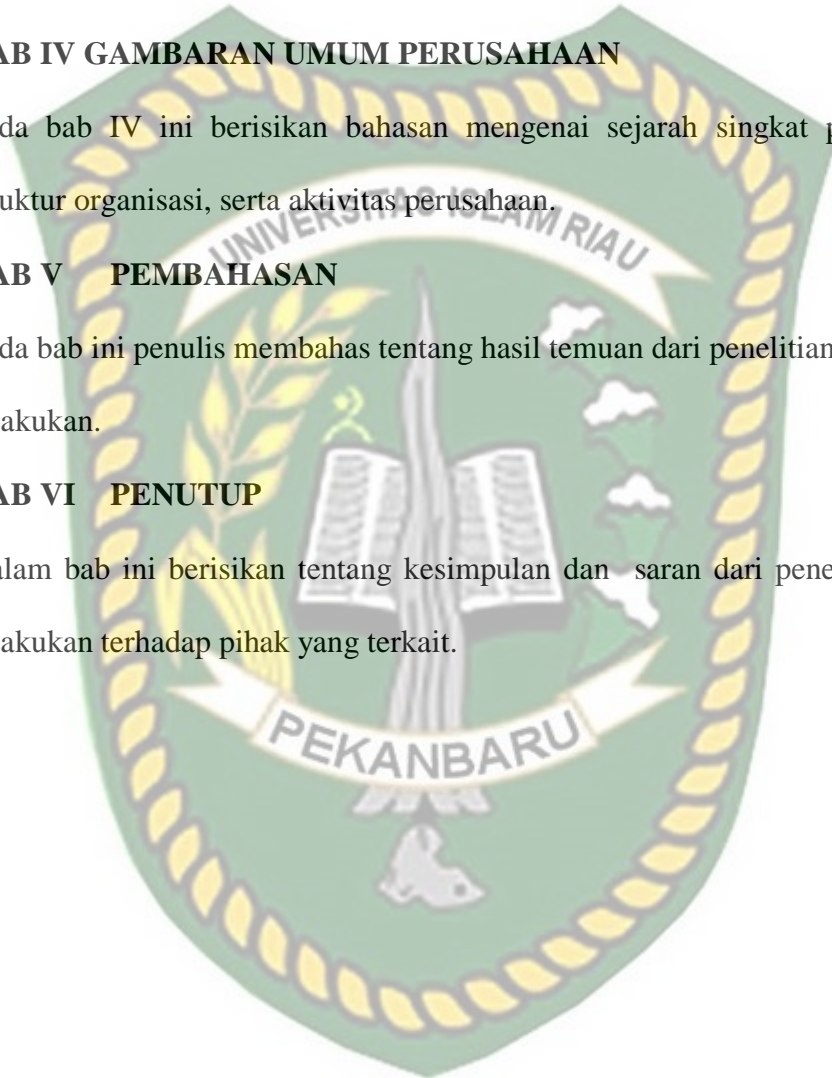 AB IV GAMBARAN UMUM PERUSAHAAN
da bab IV ini berisikan bahasan mengenai sejarah singkat p
uktur organisasi, serta aktivitas perusahaan.
UNIVERSITAS ISLAM RIAU
AB V PEMBAHASAN
da bab ini penulis membahas tentang hasil temuan dari penelitian
akukan.
AB VI PENUTUP
alam bab ini berisikan tentang kesimpulan dan saran dari pene
akukan terhadap pihak yang terkait.
PEKANBARU